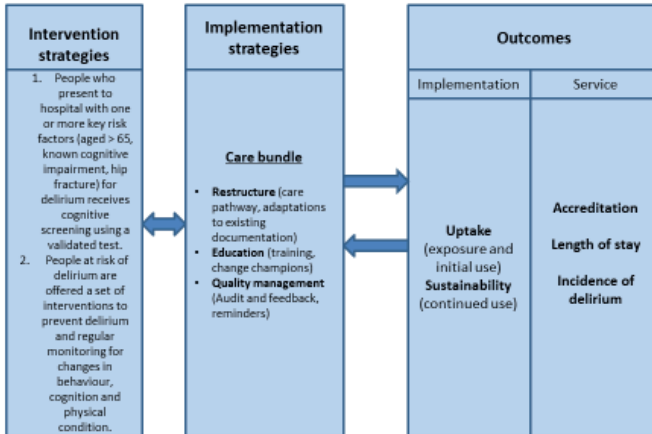 Intervention
strategies
1. People who
present to
hospital with one
or more key risk
factors (aged > 65,
known cognitive
impairment, hip
fracture) for
delirium receives
cognitive
screening using a
validated test.
2. People at risk of
delirium are
offered a set of
interventions to
prevent delirium
and regular
monitoring for
changes in
behaviour,
cognition and
physical
condition.
Implementation
strategies
Care bundle
• Restructure (care
pathway, adaptations
to existing
documentation)
• Education (training,
change champions)
• Quality management
(Audit and feedback,
reminders)
Outcomes
Implementation
Uptake
(exposure and
initial use)
Sustainability
(continued use)
Service
Accreditation
Length of stay
Incidence of
delirium